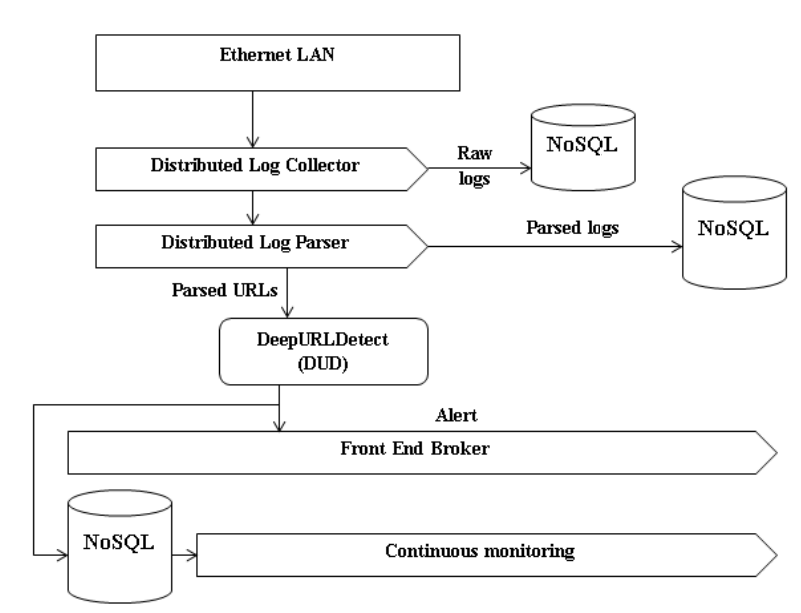 Ethernet LAN
Distributed Log Collector
Raw
logs
NoSQL
Distributed Log Parser
Parsed logs
NoSQL
Parsed URLs
DeepURLDetect
(DUD)
Alert
Front End Broker
NoSQL
Continuous monitoring